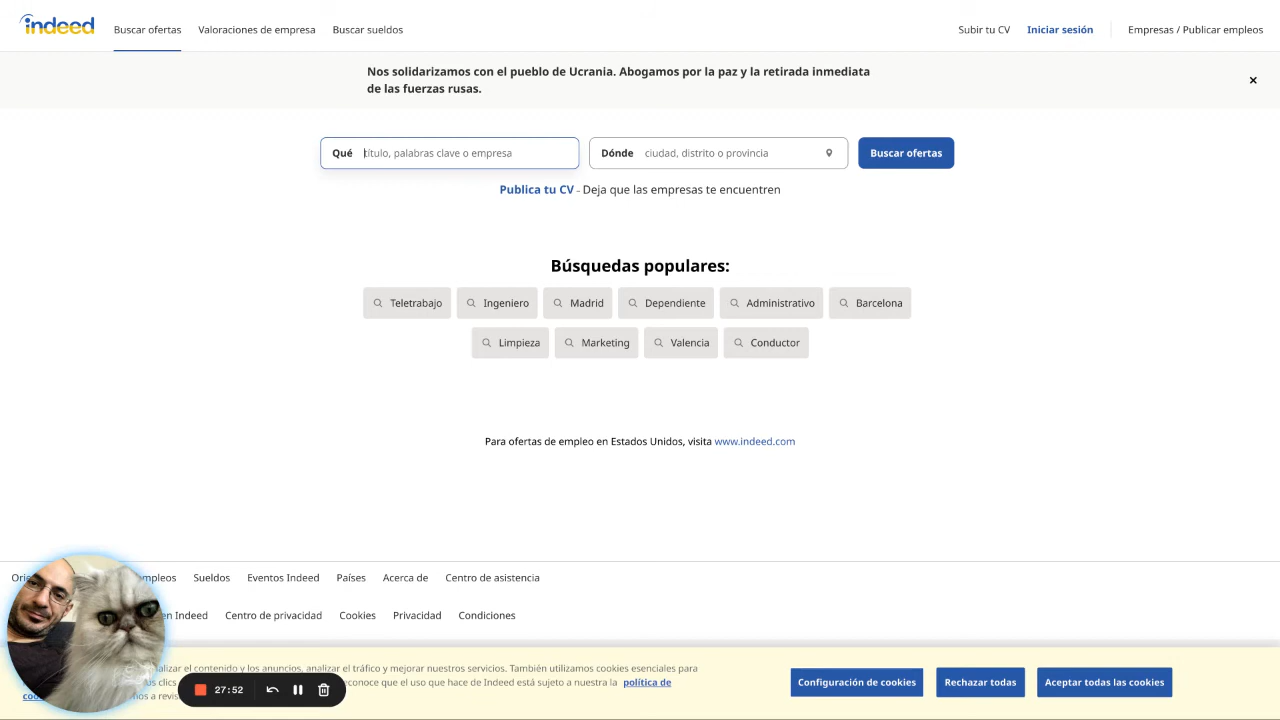 indeed
Buscar ofertas
Valoraciones de empresa
Buscar sueldos
Subir tu CV
Iniciar sesión
Empresas / Publicar empleos
Nos solidarizamos con el pueblo de Ucrania. Abogamos por la paz y la retirada inmediata
de las fuerzas rusas.
Qué título, palabras clave o empresa
Dónde ciudad, distrito o provincia
Buscar ofertas
Publica tu CV - Deja que las empresas te encuentren
Búsquedas populares:
Teletrabajo
Ingeniero
Madrid
Dependiente
Administrativo
Barcelona
Limpieza
Marketing
Valencia
Conductor
Para ofertas de empleo en Estados Unidos, visita www.indeed.com
Sueldos
Eventos Indeed
Países
Acerca de
Centro de asistencia
en Indeed
Centro de privacidad
Cookies
Privacidad
Condiciones
el contenido y los anuncios, analizar el tráfico y mejorar nuestros servicios. También utilizamos cookies esenciales para
que el uso que hace de Indeed está sujeto a nuestra la política de
Configuración de cookies
Rechazar todas
Aceptar todas las cookies
27:52